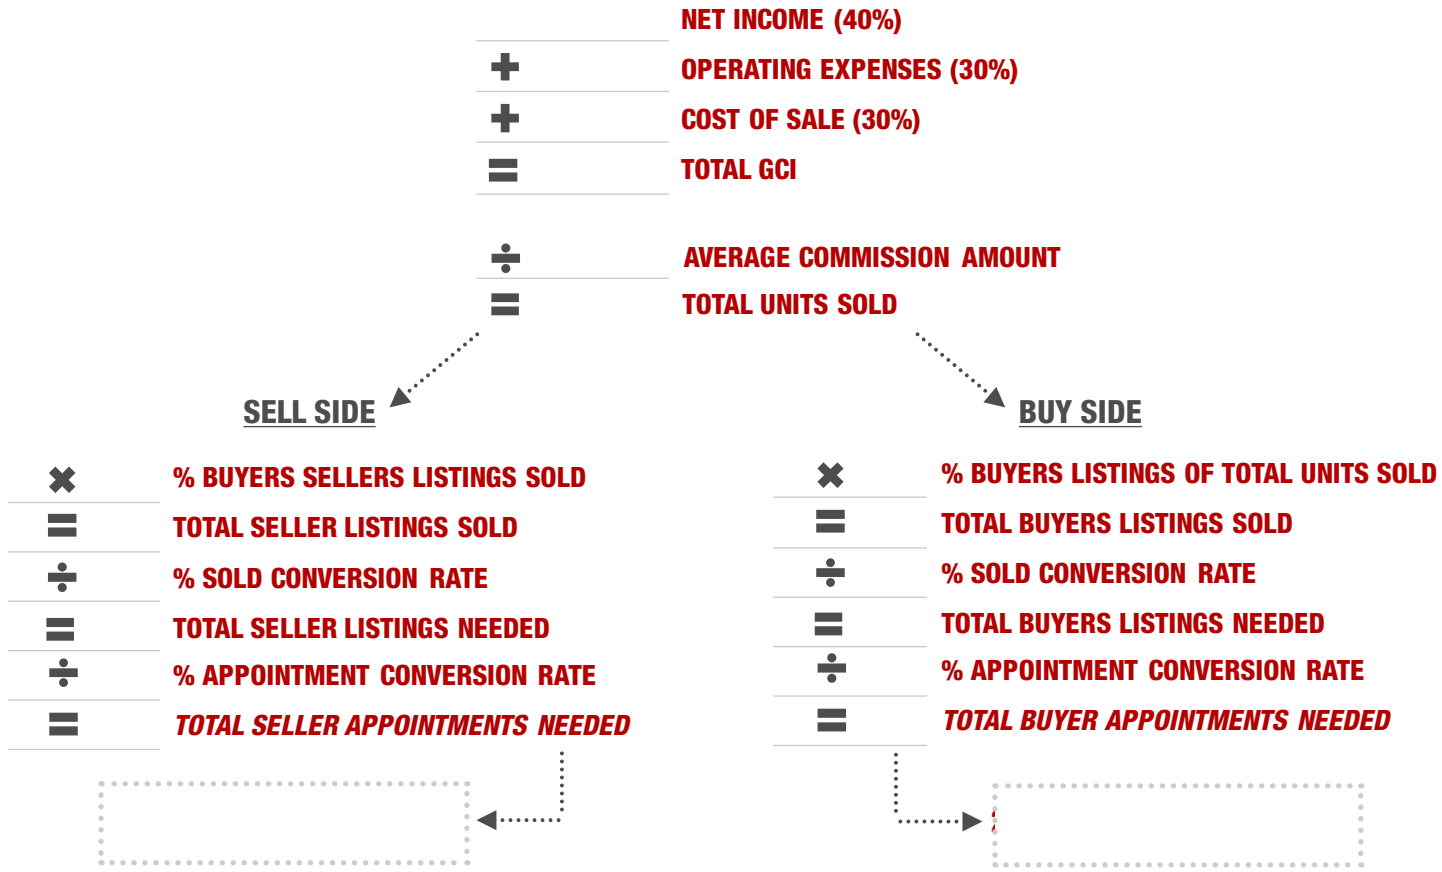 NET INCOME (40%)
+ OPERATING EXPENSES (30%)
+ COST OF SALE (30%)
= TOTAL GCI
÷ AVERAGE COMMISSION AMOUNT
= TOTAL UNITS SOLD
SELL SIDE
× % BUYERS SELLERS LISTINGS SOLD
= TOTAL SELLER LISTINGS SOLD
÷ % SOLD CONVERSION RATE
= TOTAL SELLER LISTINGS NEEDED
÷ % APPOINTMENT CONVERSION RATE
= TOTAL SELLER APPOINTMENTS NEEDED
BUY SIDE
× % BUYERS LISTINGS OF TOTAL UNITS SOLD
= TOTAL BUYERS LISTINGS SOLD
÷ % SOLD CONVERSION RATE
= TOTAL BUYERS LISTINGS NEEDED
÷ % APPOINTMENT CONVERSION RATE
= TOTAL BUYER APPOINTMENTS NEEDED